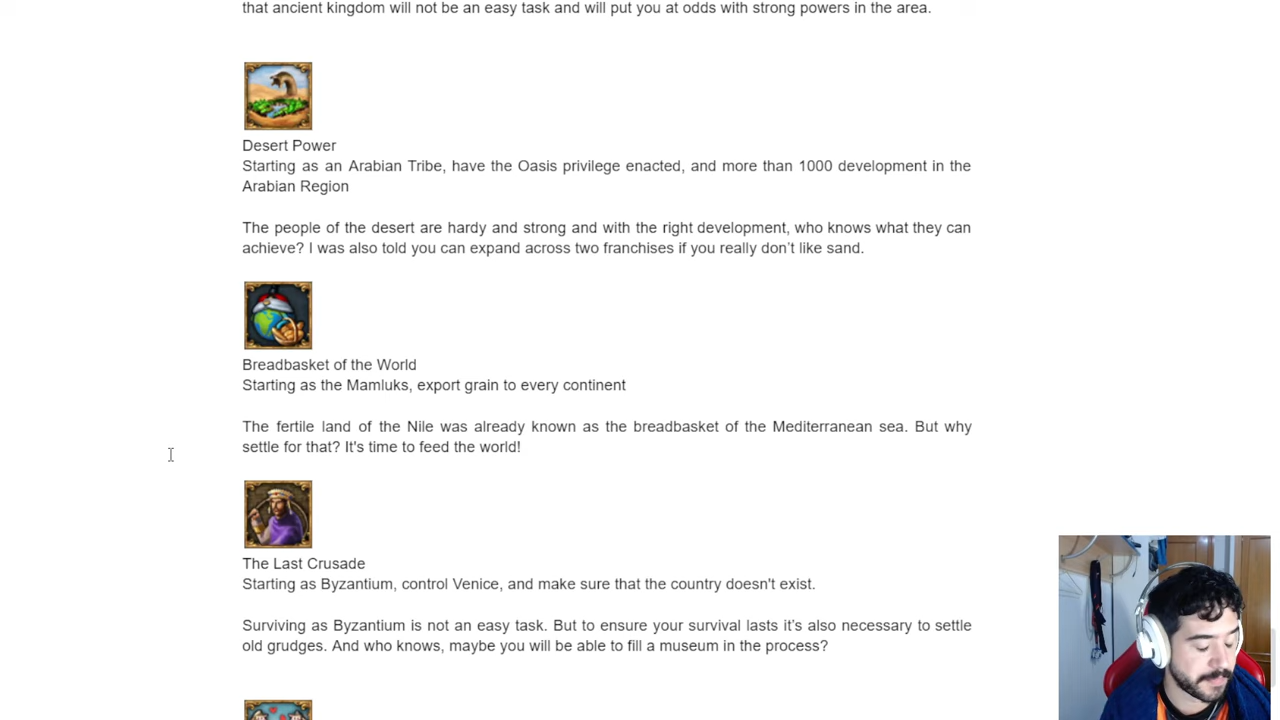 that ancient kingdom will not be an easy task and will put you at odds with strong powers in the area.
Desert Power
Starting as an Arabian Tribe, have the Oasis privilege enacted, and more than 1000 development in the
Arabian Region
The people of the desert are hardy and strong and with the right development, who knows what they can
achieve? I was also told you can expand across two franchises if you really don’t like sand.
Breadbasket of the World
Starting as the Mamluks, export grain to every continent
The fertile land of the Nile was already known as the breadbasket of the Mediterranean sea. But why
settle for that? It's time to feed the world!
The Last Crusade
Starting as Byzantium, control Venice, and make sure that the country doesn't exist.
Surviving as Byzantium is not an easy task. But to ensure your survival lasts it’s also necessary to settle
old grudges. And who knows, maybe you will be able to fill a museum in the process?